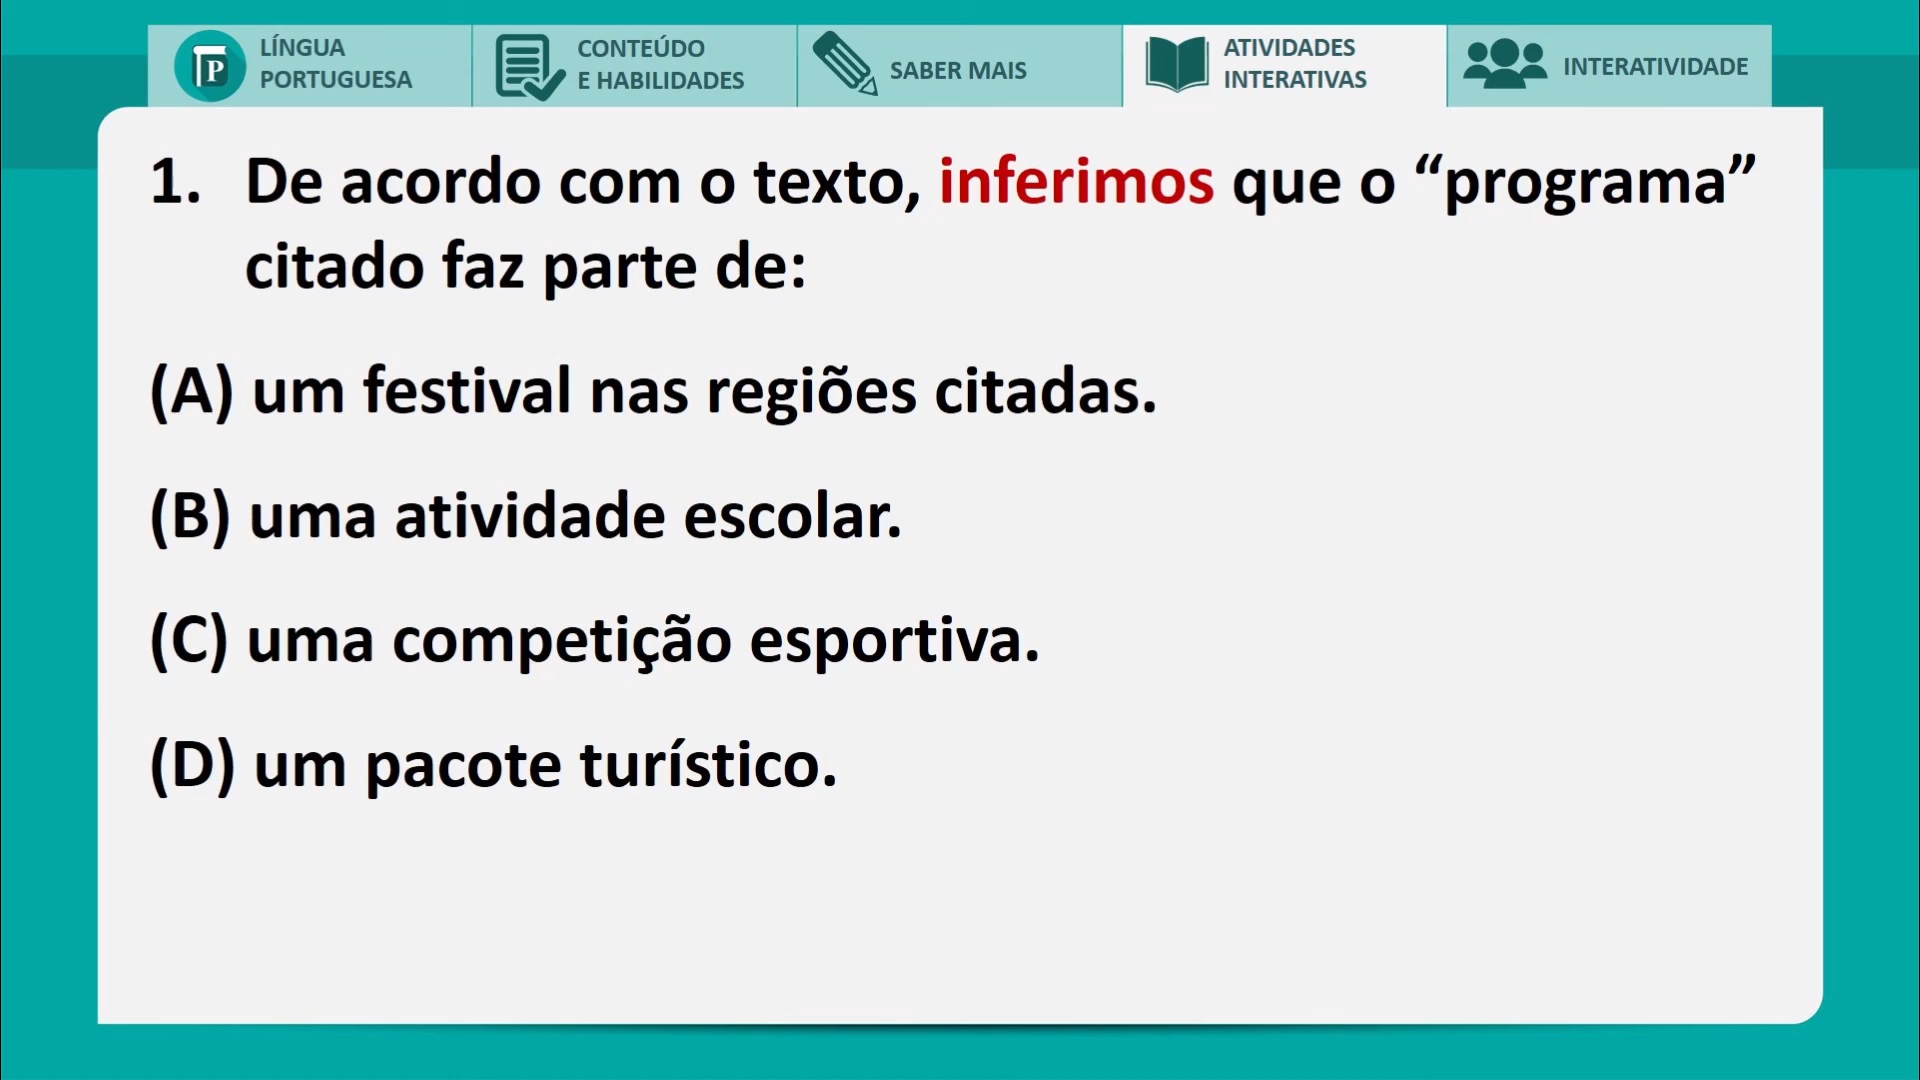 P
LÍNGUA
PORTUGUESA
CONTEÚDO
E HABILIDADES
SABER MAIS
ATIVIDADES
INTERATIVAS
INTERATIVIDADE
1. De acordo com o texto, inferimos que o “programa”
citado faz parte de:
(A) um festival nas regiões citadas.
(B) uma atividade escolar.
(C) uma competição esportiva.
(D) um pacote turístico.